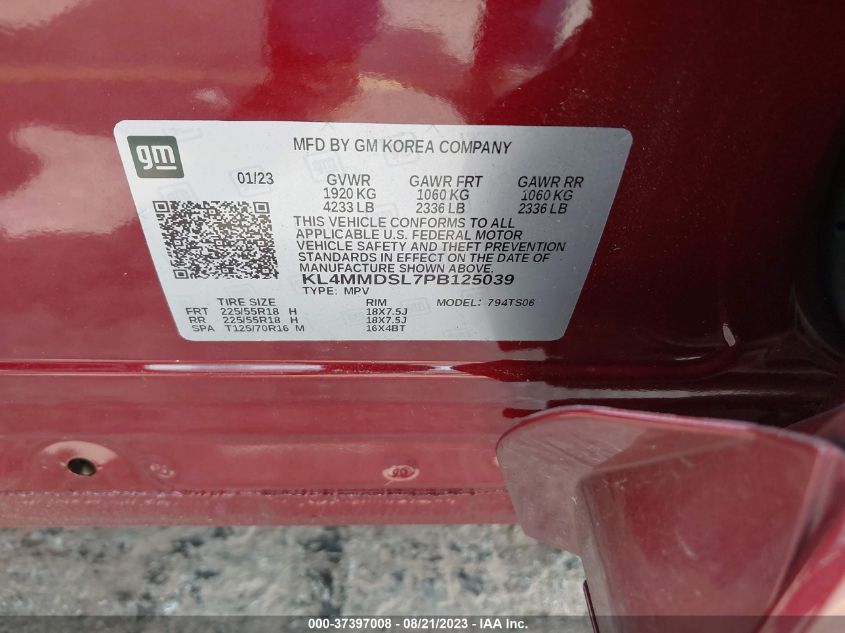 gm
MFD BY GM KOREA COMPANY
01/23
GVWR GAWR FRT GAWR RR
1920 KG 1060 KG 1060 KG
4233 LB 2336 LB 2336 LB
THIS VEHICLE CONFORMS TO ALL
APPLICABLE U.S. FEDERAL MOTOR
VEHICLE SAFETY AND THEFT PREVENTION
STANDARDS IN EFFECT ON THE DATE OF
MANUFACTURE SHOWN ABOVE.
KL4MMDSL7PB125039
TYPE: MPV
TIRE SIZE RIM MODEL: 794TS06
FRT 225/55R18 H 18X7.5J
RR 225/55R18 H 18X7.5J
SPA T125/70R16 M 16X4BT
000-37397008 - 08/21/2023 - IAA Inc.